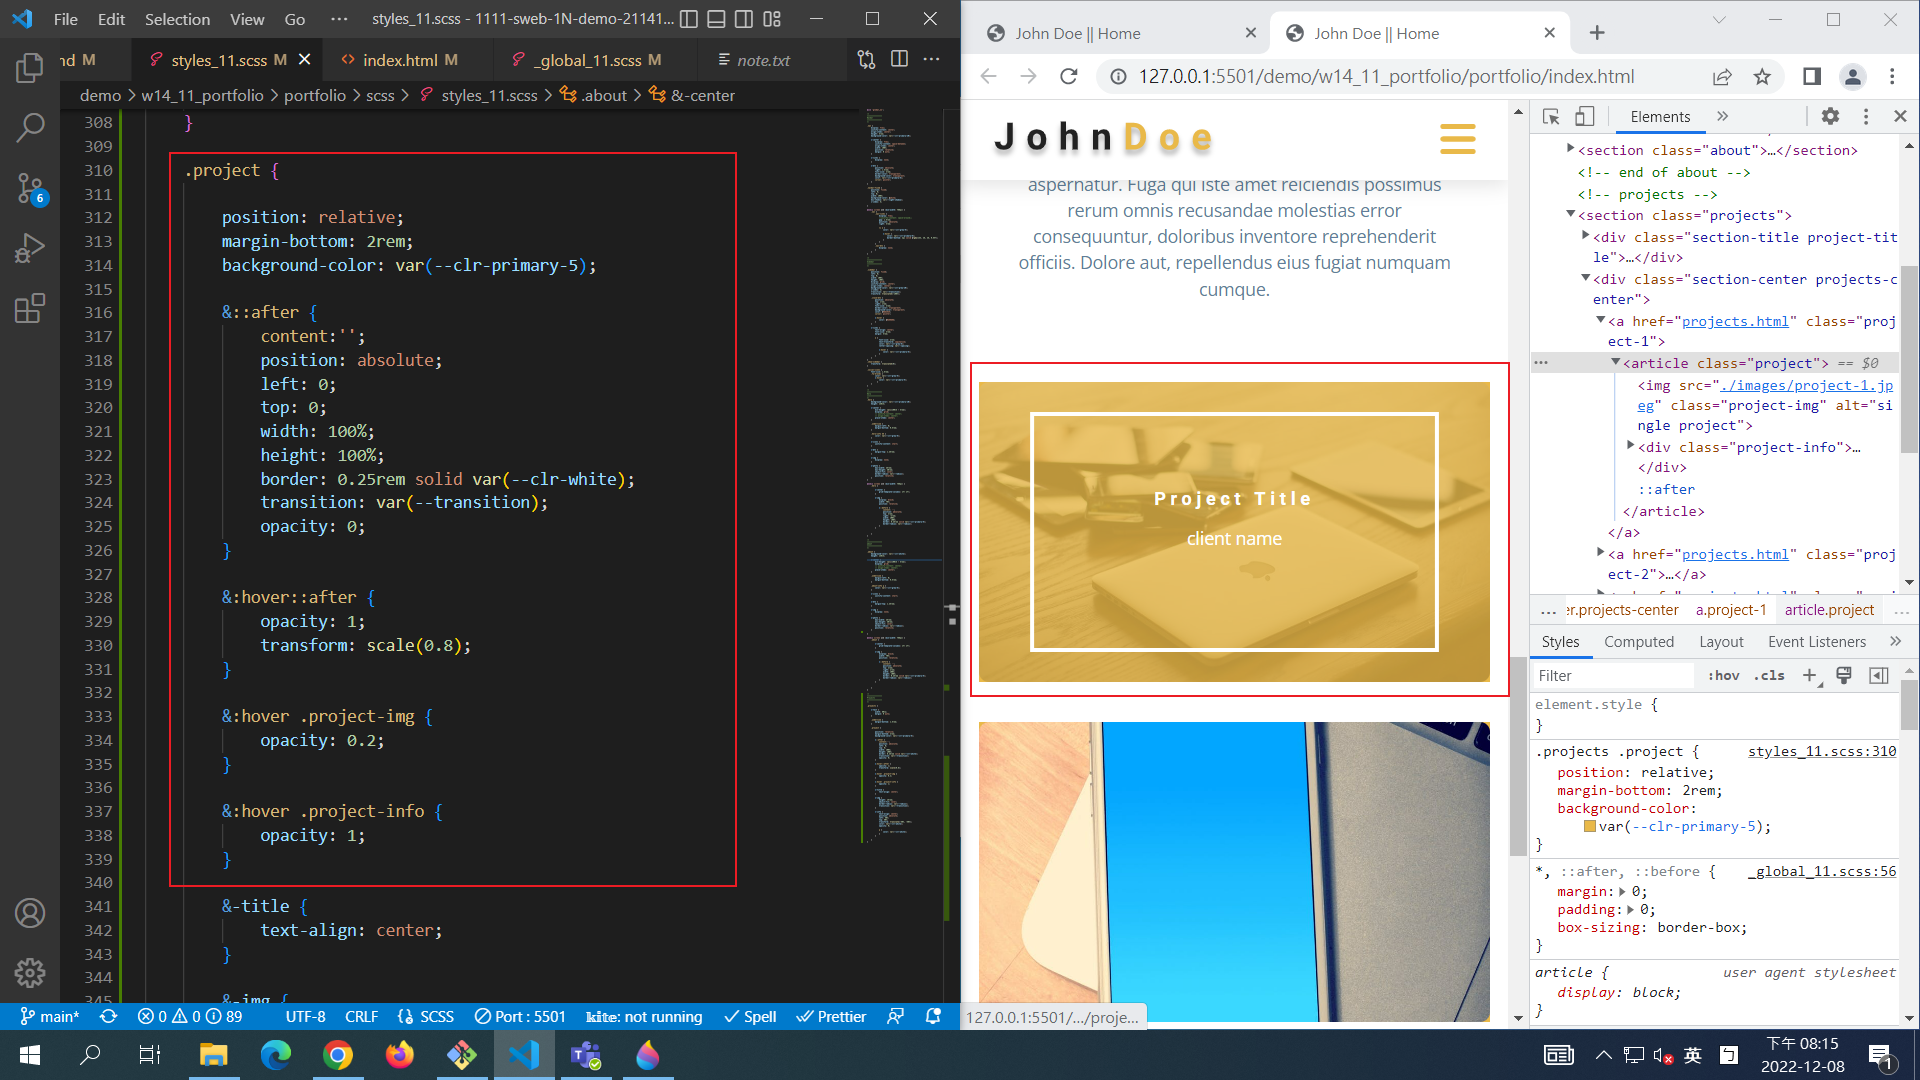 File Edit Selection View Go ··· styles_11.scss - 1111-sweb-1N-demo-21141...
nd M styles_11.scss M index.html M _global_11.scss M note.txt
demo > w14_11_portfolio > portfolio > scss > styles_11.scss > .about > &-center
308 }
309
310 .project {
311
312 position: relative;
313 margin-bottom: 2rem;
314 background-color: var(--clr-primary-5);
315
316 &::after {
317 content:'';
318 position: absolute;
319 left: 0;
320 top: 0;
321 width: 100%;
322 height: 100%;
323 border: 0.25rem solid var(--clr-white);
324 transition: var(--transition);
325 opacity: 0;
326 }
327
328 &:hover::after {
329 opacity: 1;
330 transform: scale(0.8);
331 }
332
333 &:hover .project-img {
334 opacity: 0.2;
335 }
336
337 &:hover .project-info {
338 opacity: 1;
339 }
340
341 &-title {
342 text-align: center;
343 }
344
345 &-img {
6
main* 0 0 89 UTF-8 CRLF SCSS Port : 5501 kite: not running Spell Prettier
John Doe || Home
John Doe || Home
127.0.0.1:5501/demo/w14_11_portfolio/portfolio/index.html
JohnDoe
aspernatur. Fuga qui iste amet reiciendis possimus
rerum omnis recusandae molestias error
consequuntur, doloribus inventore reprehenderit
officiis. Dolore aut, repellendus eius fugiat numquam
cumque.
Project Title
client name
127.0.0.1:5501/.../proje...
Elements
<section class="about">…</section>
<!-- end of about -->
<!-- projects -->
<section class="projects">
<div class="section-title project-tit
le">…</div>
<div class="section-center projects-c
enter">
<a href="projects.html" class="proj
ect-1">
<article class="project"> == $0
<img src="./images/project-1.jp
eg" class="project-img" alt="si
ngle project">
<div class="project-info">…
</div>
::after
</article>
</a>
<a href="projects.html" class="proj
ect-2">…</a>
... er.projects-center a.project-1 article.project ...
Styles Computed Layout Event Listeners
Filter :hov .cls
element.style {
}
.projects .project { styles_11.scss:310
position: relative;
margin-bottom: 2rem;
background-color:
var(--clr-primary-5);
}
*, ::after, ::before { _global_11.scss:56
margin: 0;
padding: 0;
box-sizing: border-box;
}
article { user agent stylesheet
display: block;
}
英
下午 08:15
2022-12-08
1